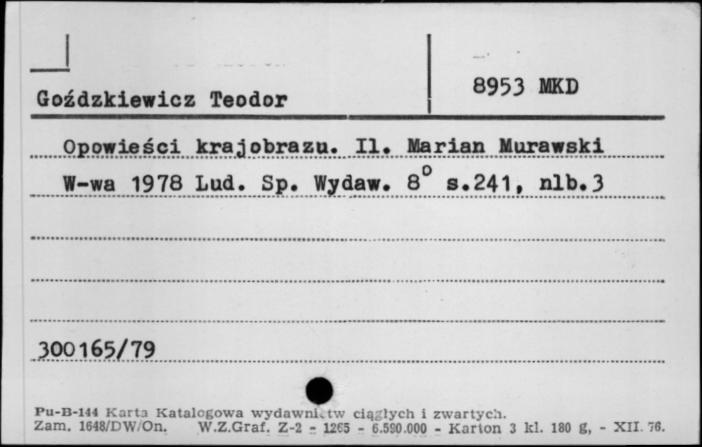 8953 MKD
Goździkiewicz Teodor
Opowieści krajobrazu. Il. Marian Murawski
W-wa 1978 Lud. Sp. Wydaw. 8° s.241, nlb.3
300165/79
Pu-B-144 Karta Katalogowa wydawnictw ciągłych i zwartych.
Zam. 1648/DW/On. W.Z.Graf. Z-2 - 1265 - 6.590.000 - Karton 3 kl. 180 g, - XII. 76.